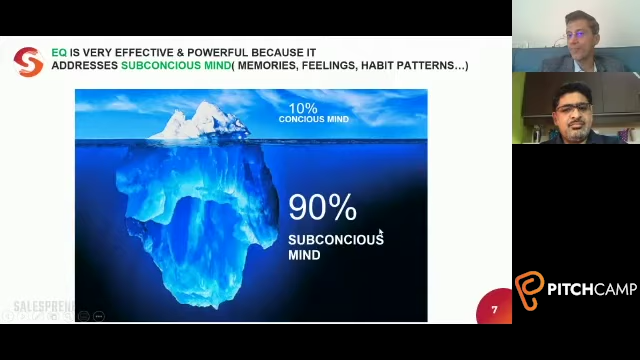 EQ IS VERY EFFECTIVE & POWERFUL BECAUSE IT
ADDRESSES SUBCONCIOUS MIND( MEMORIES, FEELINGS, HABIT PATTERNS...)
10%
CONCIOUS MIND
90%
SUBCONCIOUS
MIND
SALESPRENE
7
PITCHCAMP